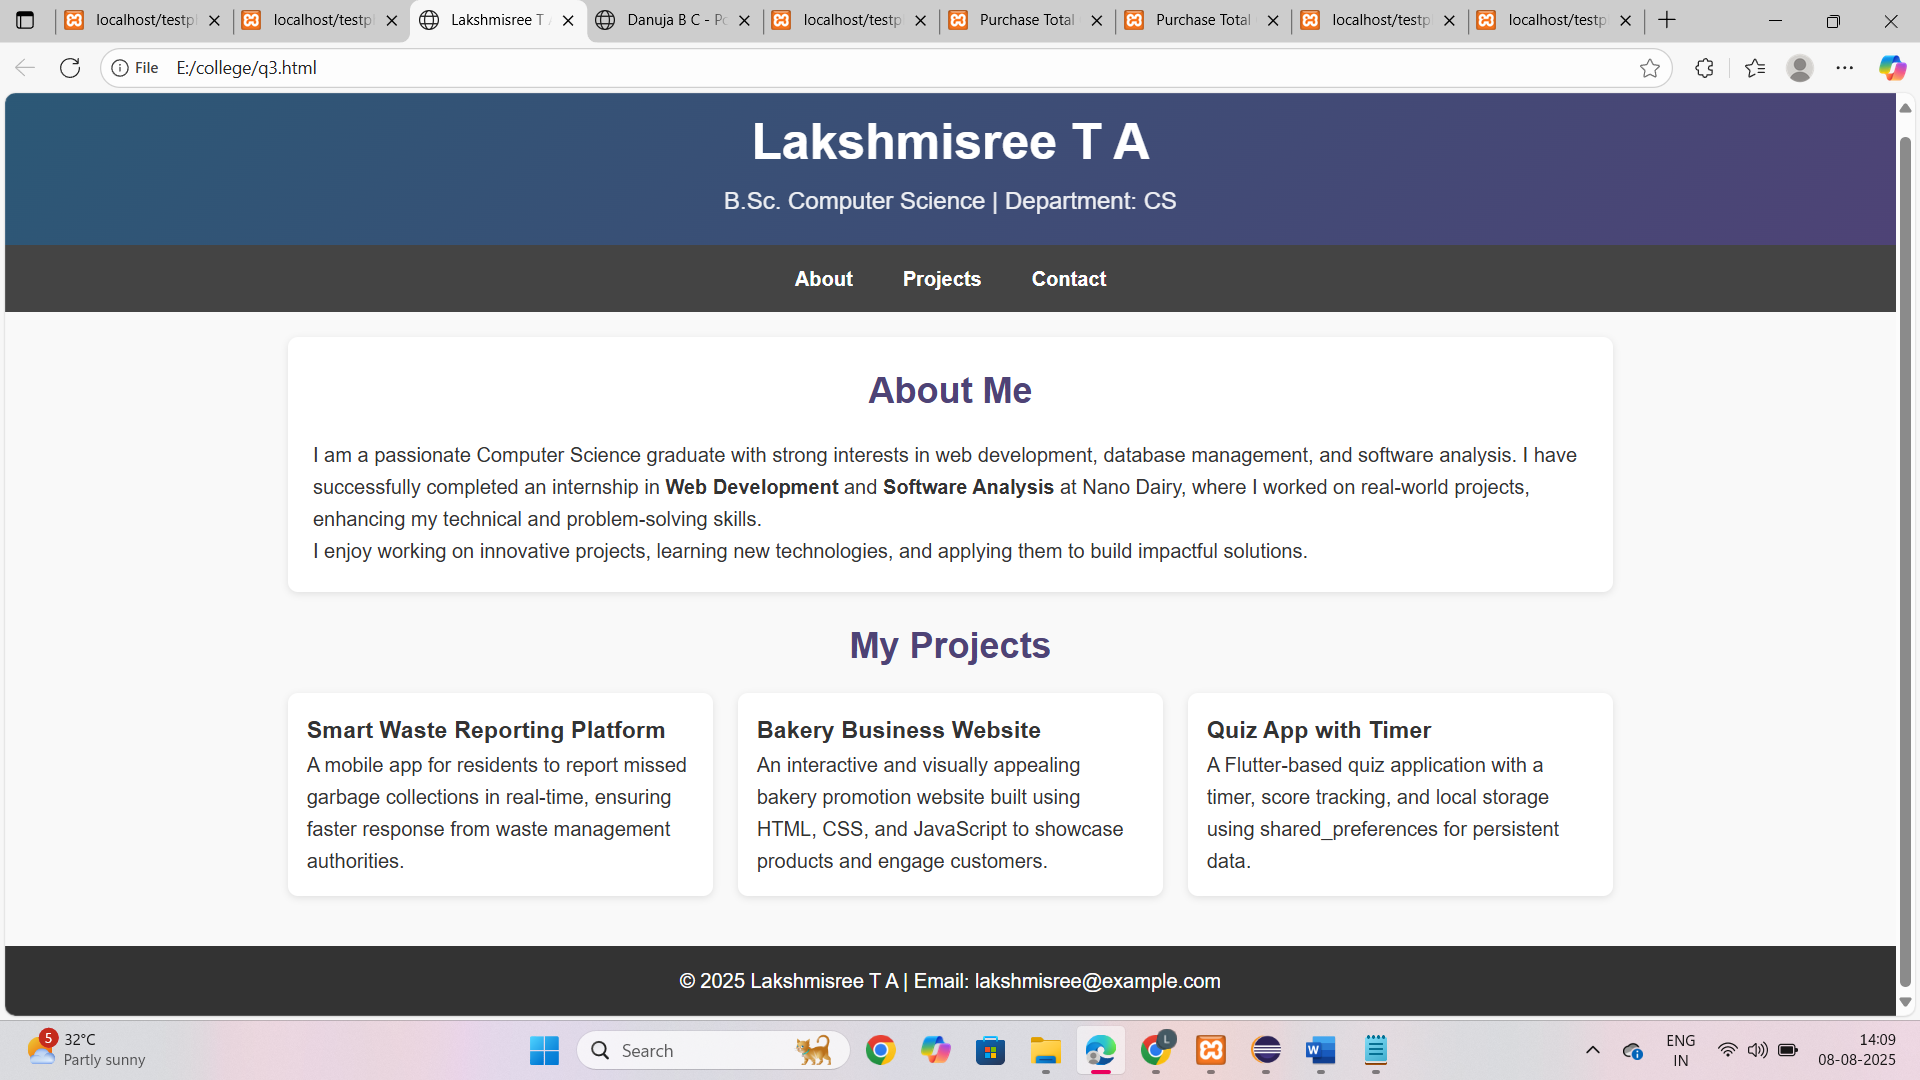 localhost/testp
localhost/testp
Lakshmisree T
Danuja B C - Po
localhost/testp
Purchase Total
Purchase Total
localhost/testp
localhost/testp
File E:/college/q3.html
Lakshmisree T A
B.Sc. Computer Science | Department: CS
About Projects Contact
About Me
I am a passionate Computer Science graduate with strong interests in web development, database management, and software analysis. I have
successfully completed an internship in Web Development and Software Analysis at Nano Dairy, where I worked on real-world projects,
enhancing my technical and problem-solving skills.
I enjoy working on innovative projects, learning new technologies, and applying them to build impactful solutions.
My Projects
Smart Waste Reporting Platform
A mobile app for residents to report missed
garbage collections in real-time, ensuring
faster response from waste management
authorities.
Bakery Business Website
An interactive and visually appealing
bakery promotion website built using
HTML, CSS, and JavaScript to showcase
products and engage customers.
Quiz App with Timer
A Flutter-based quiz application with a
timer, score tracking, and local storage
using shared_preferences for persistent
data.
© 2025 Lakshmisree T A | Email: lakshmisree@example.com
5
32°C
Partly sunny
Search
L
W
ENG
IN
14:09
08-08-2025